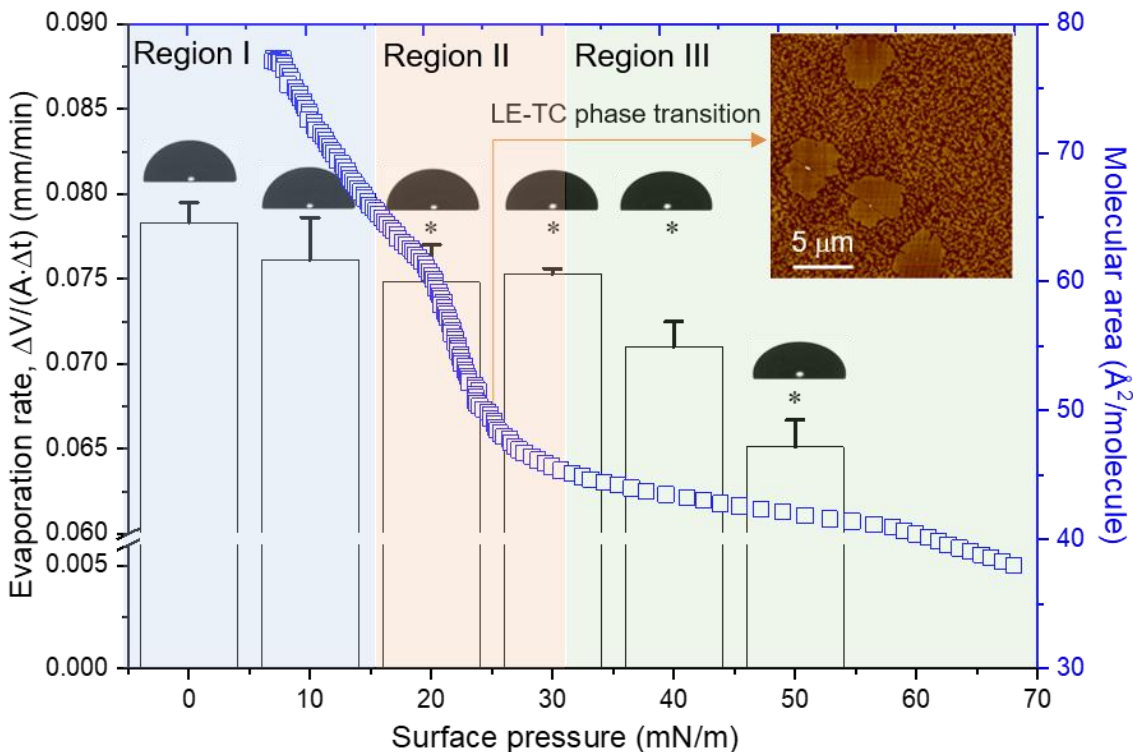 Evaporation rate, ΔV/(A·Δt) (mm/min)
0.090
0.085
0.080
0.075
0.070
0.065
0.060
0.005
0.000
Region I
Region II
Region III
LE-TC phase transition
5 μm
*
*
*
*
80
70
60
50
40
30
Molecular area (Å²/molecule)
0 10 20 30 40 50 60 70
Surface pressure (mN/m)